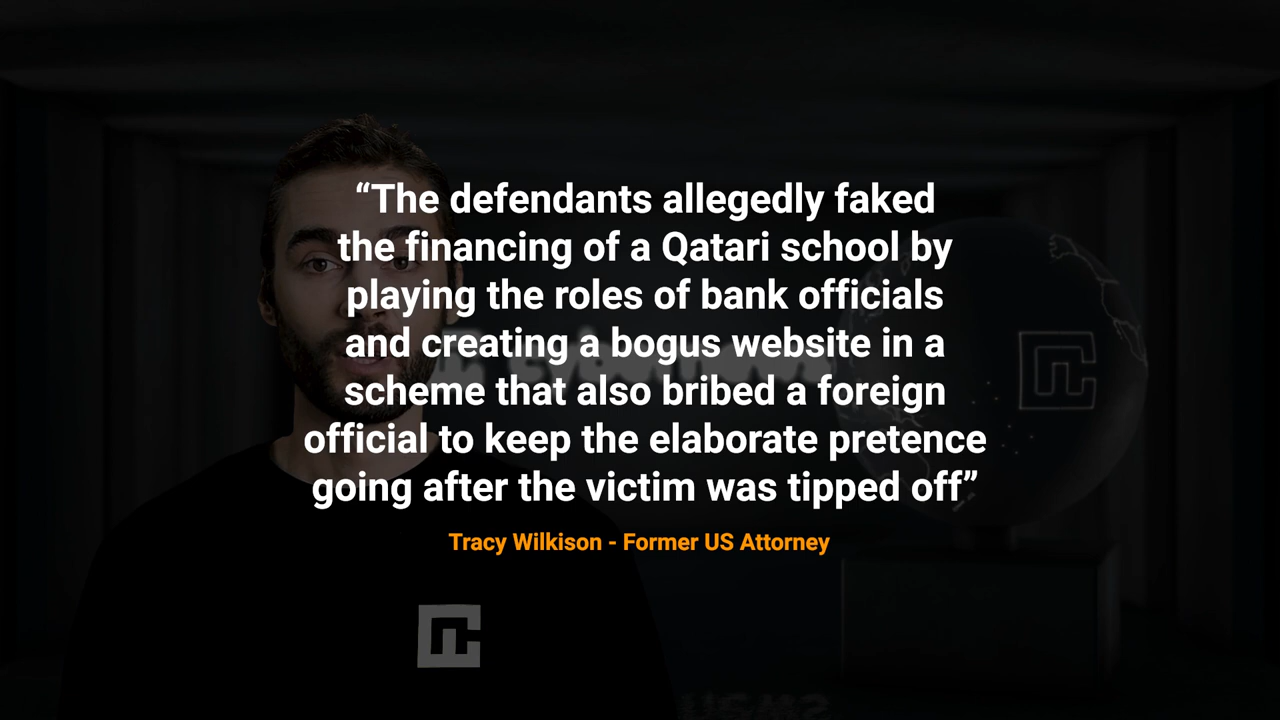 “The defendants allegedly faked
the financing of a Qatari school by
playing the roles of bank officials
and creating a bogus website in a
scheme that also bribed a foreign
official to keep the elaborate pretence
going after the victim was tipped off”
Tracy Wilkison - Former US Attorney